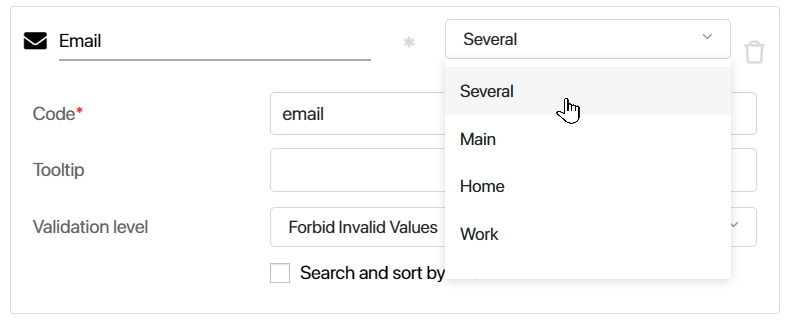 Email * Several
Several
Code* email
Main
Tooltip
Home
Validation level Forbid Invalid Values
Work
Search and sort by